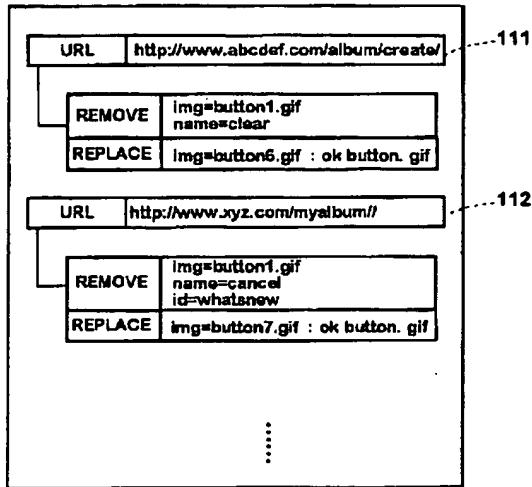 URL http://www.abcdef.com/album/create/ 111
REMOVE img=button1.gif
name=clear
REPLACE img=button6.gif : ok button. gif
URL http://www.xyz.com/myalbum// 112
REMOVE img=button1.gif
name=cancel
id=whatsnew
REPLACE img=button7.gif : ok button. gif